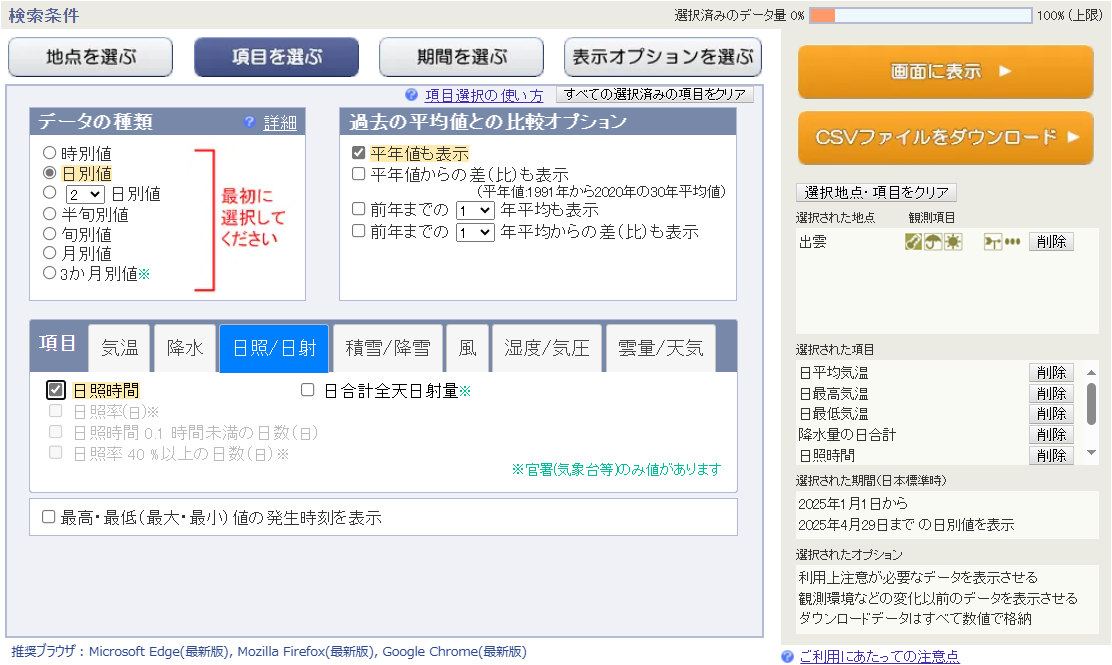 検索条件
選択済みのデータ量 0% 100%(上限)
地点を選ぶ 項目を選ぶ 期間を選ぶ 表示オプションを選ぶ
項目選択の使い方 すべての選択済みの項目をクリア
データの種類 詳細
時別値
日別値
2 日別値
半旬別値
旬別値
月別値
3か月別値※
最初に
選択して
ください
過去の平均値との比較オプション
平年値も表示
平年値からの差(比)も表示
(平年値:1991年から2020年の30年平均値)
前年までの 1 年平均も表示
前年までの 1 年平均からの差(比)も表示
項目 気温 降水 日照/日射 積雪/降雪 風 湿度/気圧 雲量/天気
日照時間 日合計全天日射量※
日照率(日)※
日照時間 0.1 時間未満の日数(日)
日照率 40 %以上の日数(日)※
※官署(気象台等)のみ値があります
最高・最低(最大・最小)値の発生時刻を表示
推奨ブラウザ：Microsoft Edge(最新版), Mozilla Firefox(最新版), Google Chrome(最新版)
画面に表示
CSVファイルをダウンロード
選択地点・項目をクリア
選択された地点 観測項目
出雲 削除
選択された項目
日平均気温 削除
日最高気温 削除
日最低気温 削除
降水量の日合計 削除
日照時間 削除
選択された期間(日本標準時)
2025年1月1日から
2025年4月29日までの日別値を表示
選択されたオプション
利用上注意が必要なデータを表示させる
観測環境などの変化以前のデータを表示させる
ダウンロードデータはすべて数値で格納
ご利用にあたっての注意点